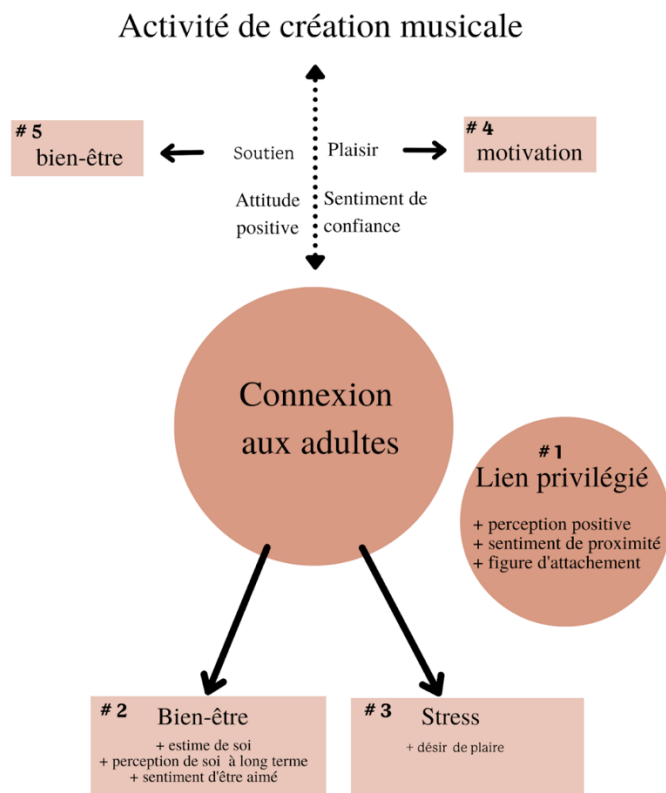 Activité de création musicale
# 5
bien-être
Soutien
Plaisir
# 4
motivation
Attitude
positive
Sentiment de
confiance
Connexion
aux adultes
# 1
Lien privilégié
+ perception positive
+ sentiment de proximité
+ figure d'attachement
# 2
Bien-être
+ estime de soi
+ perception de soi à long terme
+ sentiment d'être aimé
# 3
Stress
+ désir de plaire